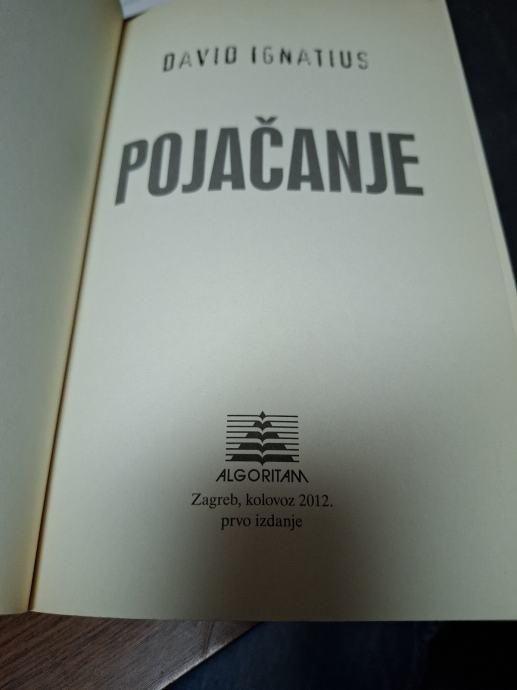 DAVID IGNATIUS
POJAČANJE
ALGORITAM
Zagreb, kolovoz 2012.
prvo izdanje